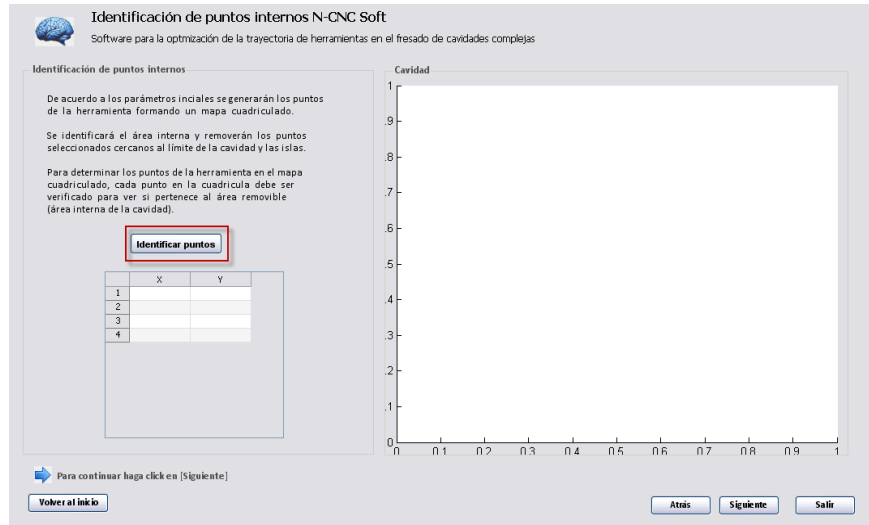 Identificación de puntos internos N-CNC Soft
Software para la optmización de la trayectoria de herramientas en el fresado de cavidades complejas
Identificación de puntos internos
De acuerdo a los parámetros inciales se generarán los puntos
de la herramienta formando un mapa cuadriculado.
Se identificará el área interna y removerán los puntos
seleccionados cercanos al límite de la cavidad y las islas.
Para determinar los puntos de la herramienta en el mapa
cuadriculado, cada punto en la cuadricula debe ser
verificado para ver si pertenece al área removible
(área interna de la cavidad).
Identificar puntos
X Y
1
2
3
4
Cavidad
1
.9
.8
.7
.6
.5
.4
.3
.2
.1
0
0 0.1 0.2 0.3 0.4 0.5 0.6 0.7 0.8 0.9 1
Para continuar haga click en [Siguiente]
Volver al inicio
Atrás Siguiente Salir